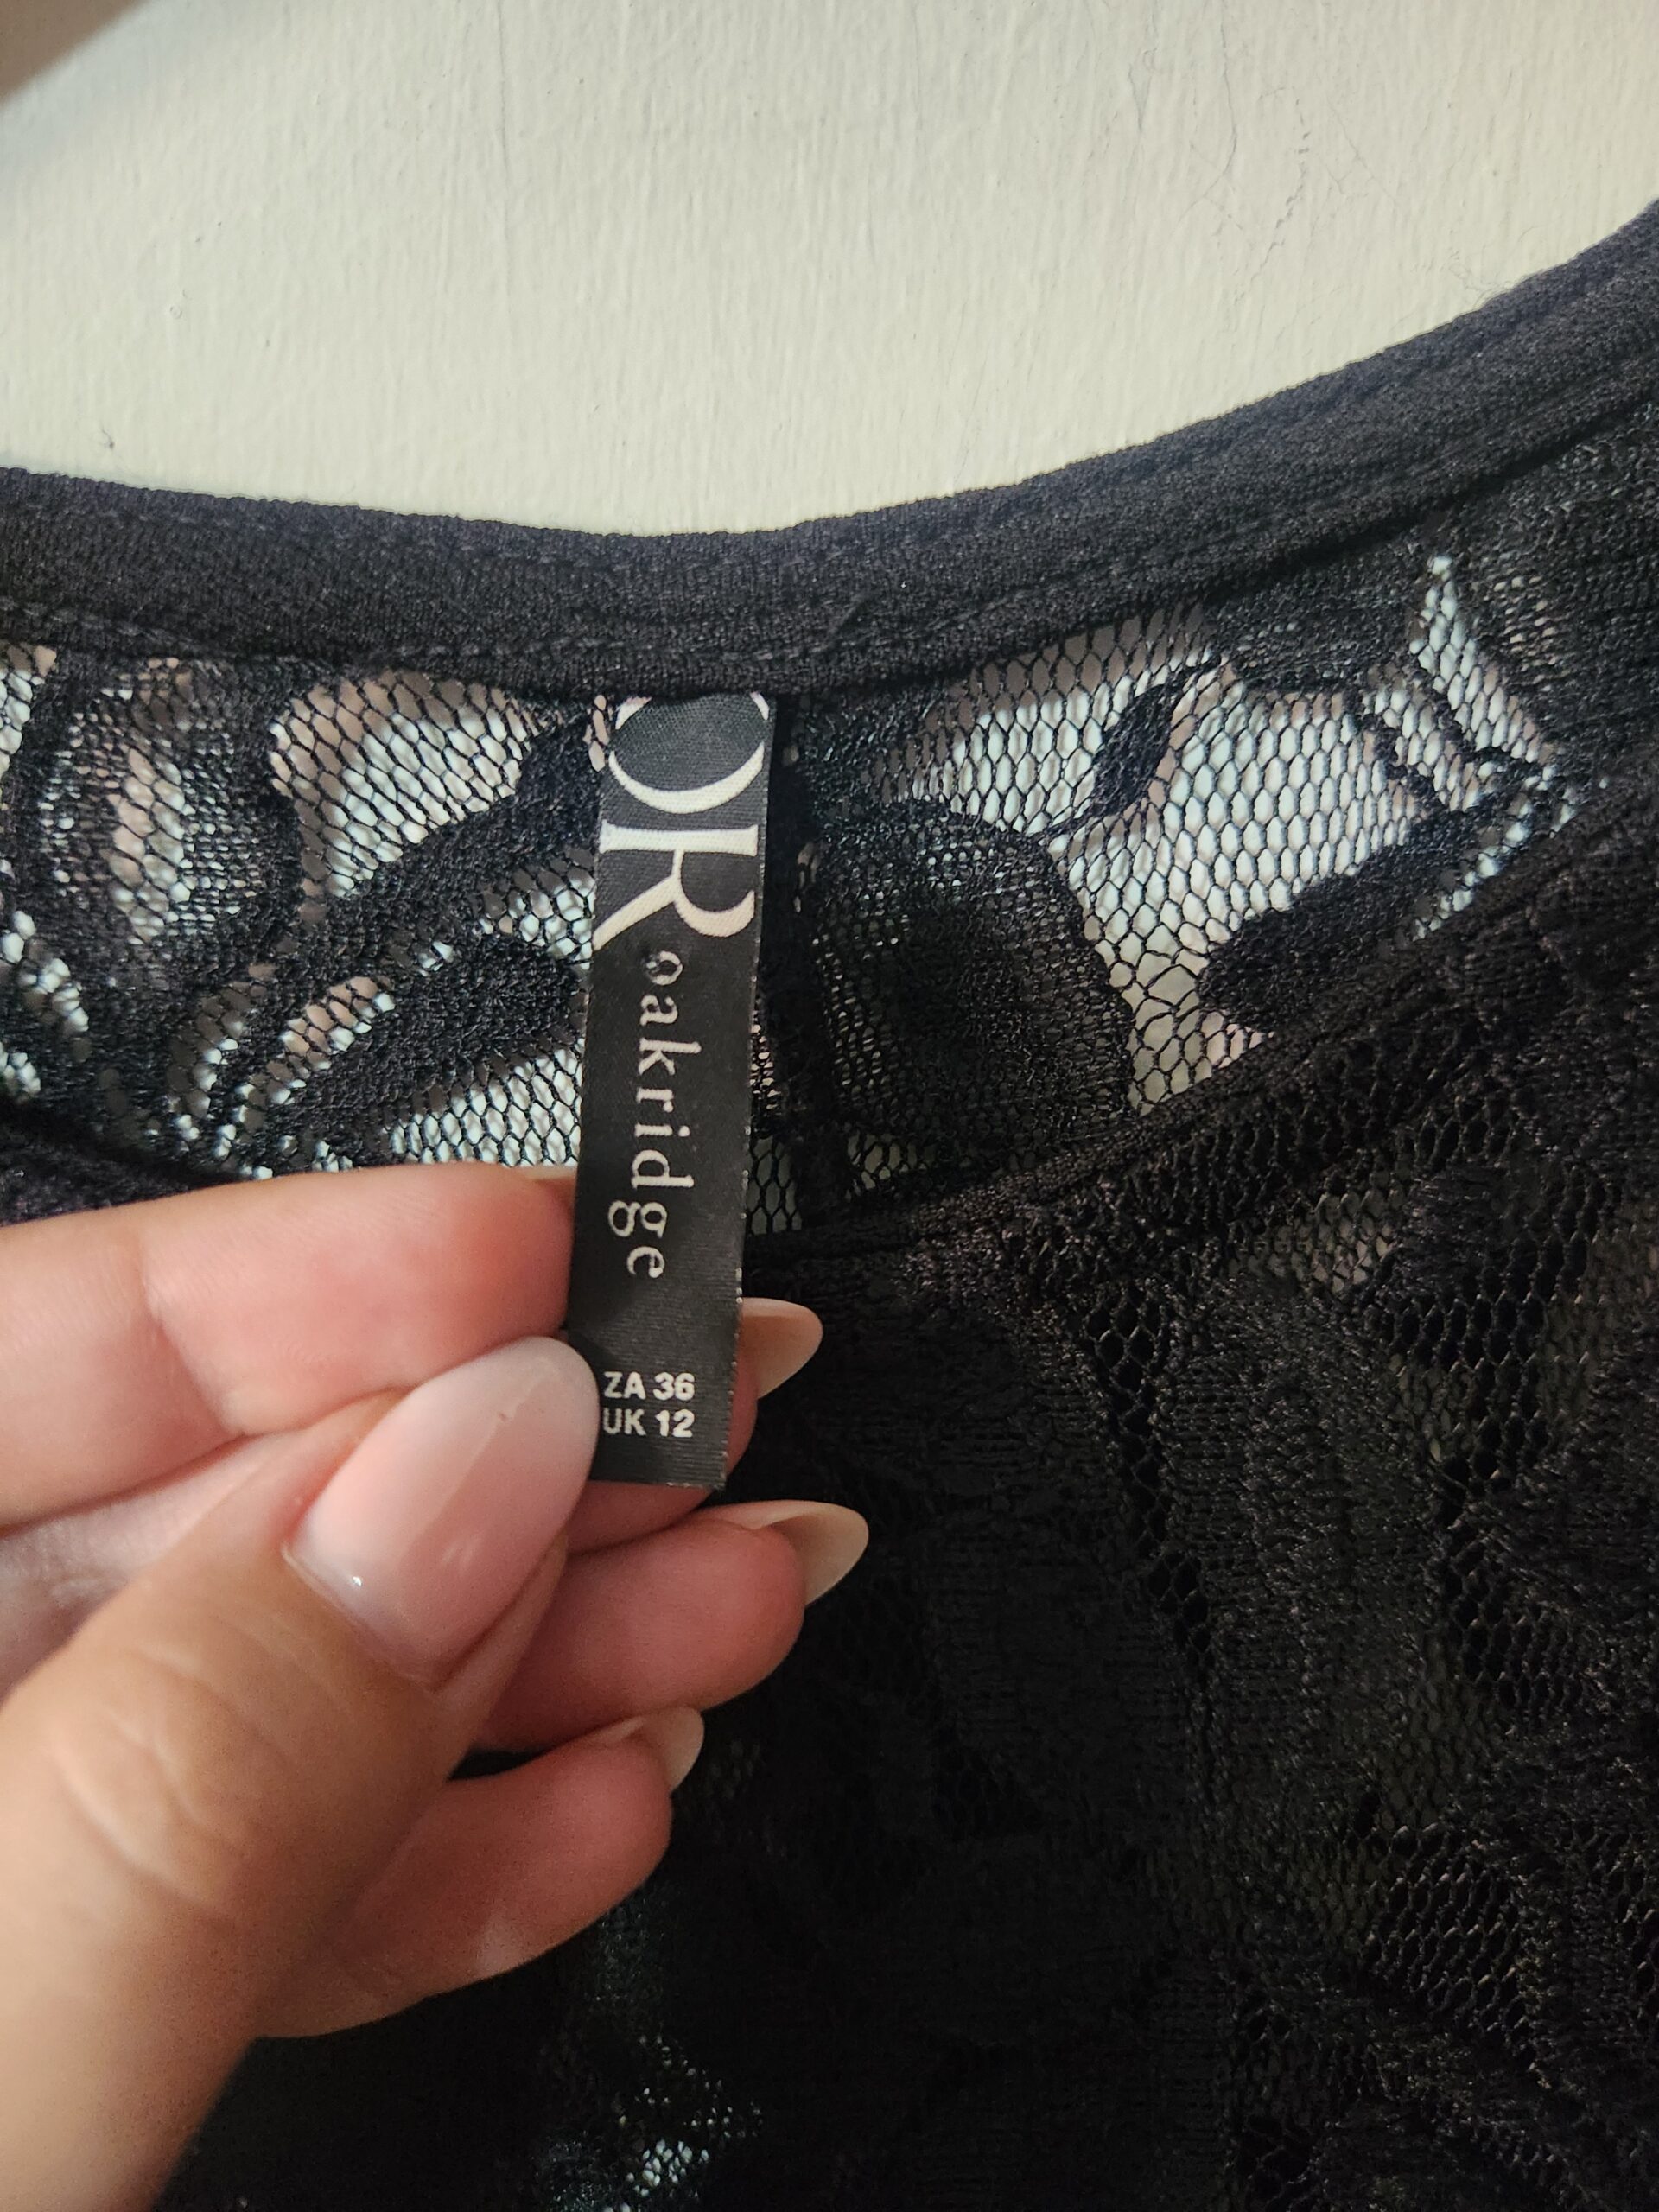 OR
oakridge
ZA 36
UK 12